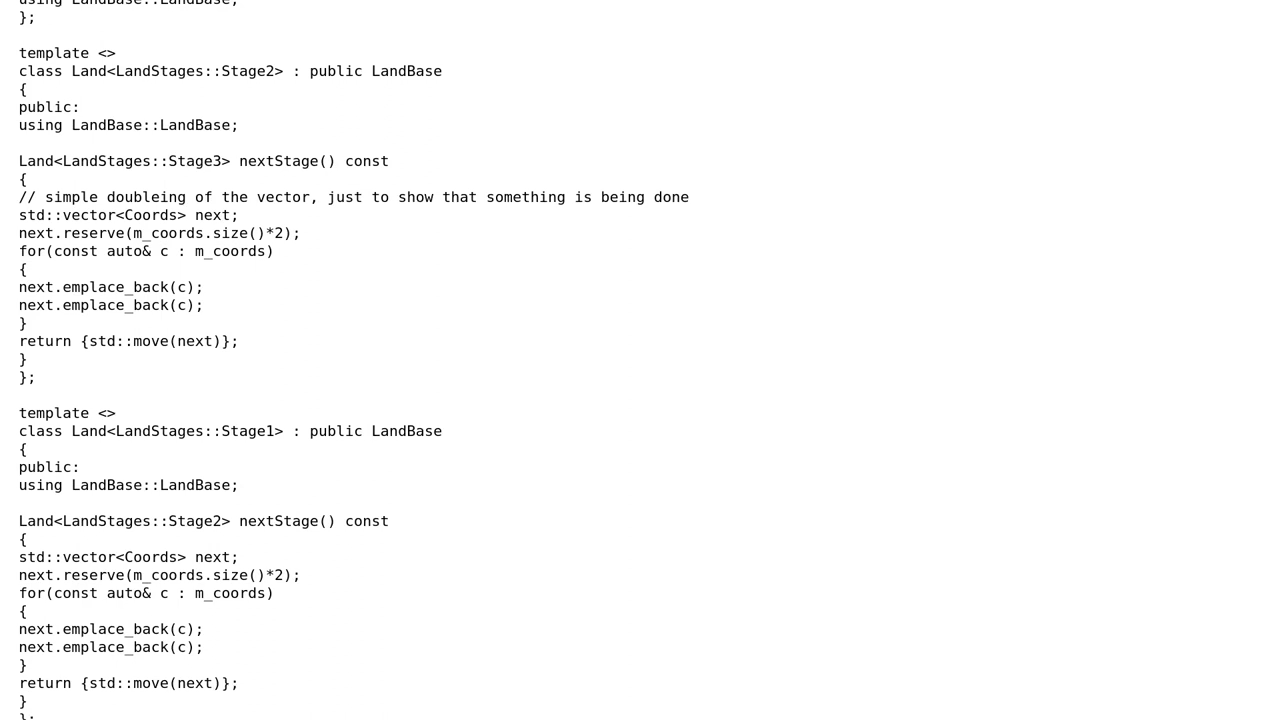 using LandBase::LandBase;
};

template <>
class Land<LandStages::Stage2> : public LandBase
{
public:
using LandBase::LandBase;

Land<LandStages::Stage3> nextStage() const
{
// simple doubleing of the vector, just to show that something is being done
std::vector<Coords> next;
next.reserve(m_coords.size()*2);
for(const auto& c : m_coords)
{
next.emplace_back(c);
next.emplace_back(c);
}
return {std::move(next)};
}
};

template <>
class Land<LandStages::Stage1> : public LandBase
{
public:
using LandBase::LandBase;

Land<LandStages::Stage2> nextStage() const
{
std::vector<Coords> next;
next.reserve(m_coords.size()*2);
for(const auto& c : m_coords)
{
next.emplace_back(c);
next.emplace_back(c);
}
return {std::move(next)};
}
};